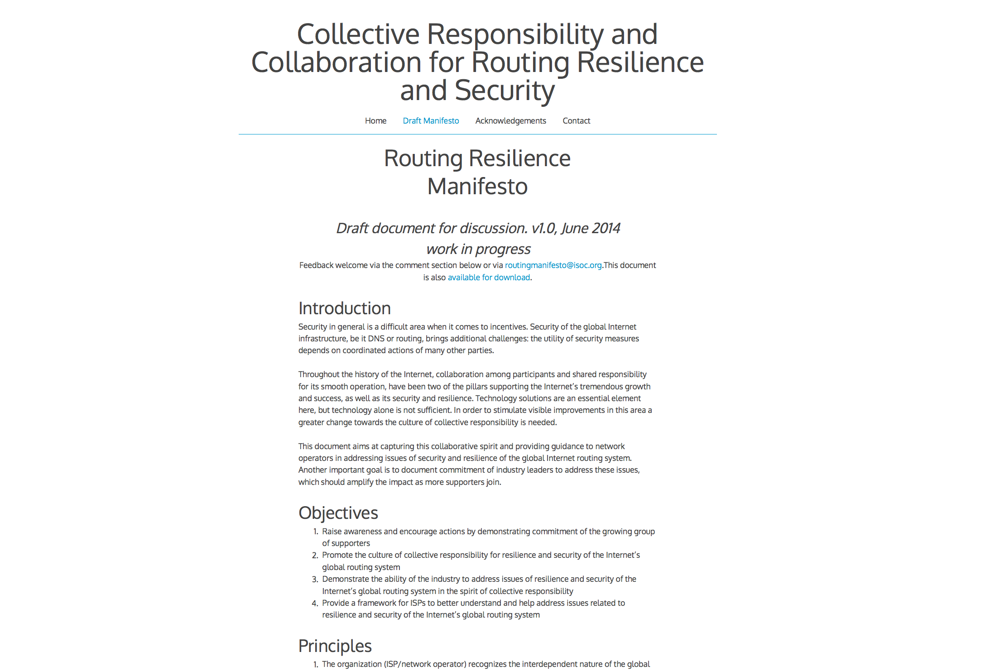 Collective Responsibility and
Collaboration for Routing Resilience
and Security
Home Draft Manifesto Acknowledgements Contact
Routing Resilience
Manifesto
Draft document for discussion. v1.0, June 2014
work in progress
Feedback welcome via the comment section below or via routingmanifesto@isoc.org.This document
is also available for download.
Introduction
Security in general is a difficult area when it comes to incentives. Security of the global Internet
infrastructure, be it DNS or routing, brings additional challenges: the utility of security measures
depends on coordinated actions of many other parties.
Throughout the history of the Internet, collaboration among participants and shared responsibility
for its smooth operation, have been two of the pillars supporting the Internet’s tremendous growth
and success, as well as its security and resilience. Technology solutions are an essential element
here, but technology alone is not sufficient. In order to stimulate visible improvements in this area a
greater change towards the culture of collective responsibility is needed.
This document aims at capturing this collaborative spirit and providing guidance to network
operators in addressing issues of security and resilience of the global Internet routing system.
Another important goal is to document commitment of industry leaders to address these issues,
which should amplify the impact as more supporters join.
Objectives
1. Raise awareness and encourage actions by demonstrating commitment of the growing group
of supporters
2. Promote the culture of collective responsibility for resilience and security of the Internet’s
global routing system
3. Demonstrate the ability of the industry to address issues of resilience and security of the
Internet’s global routing system in the spirit of collective responsibility
4. Provide a framework for ISPs to better understand and help address issues related to
resilience and security of the Internet’s global routing system
Principles
1. The organization (ISP/network operator) recognizes the interdependent nature of the global